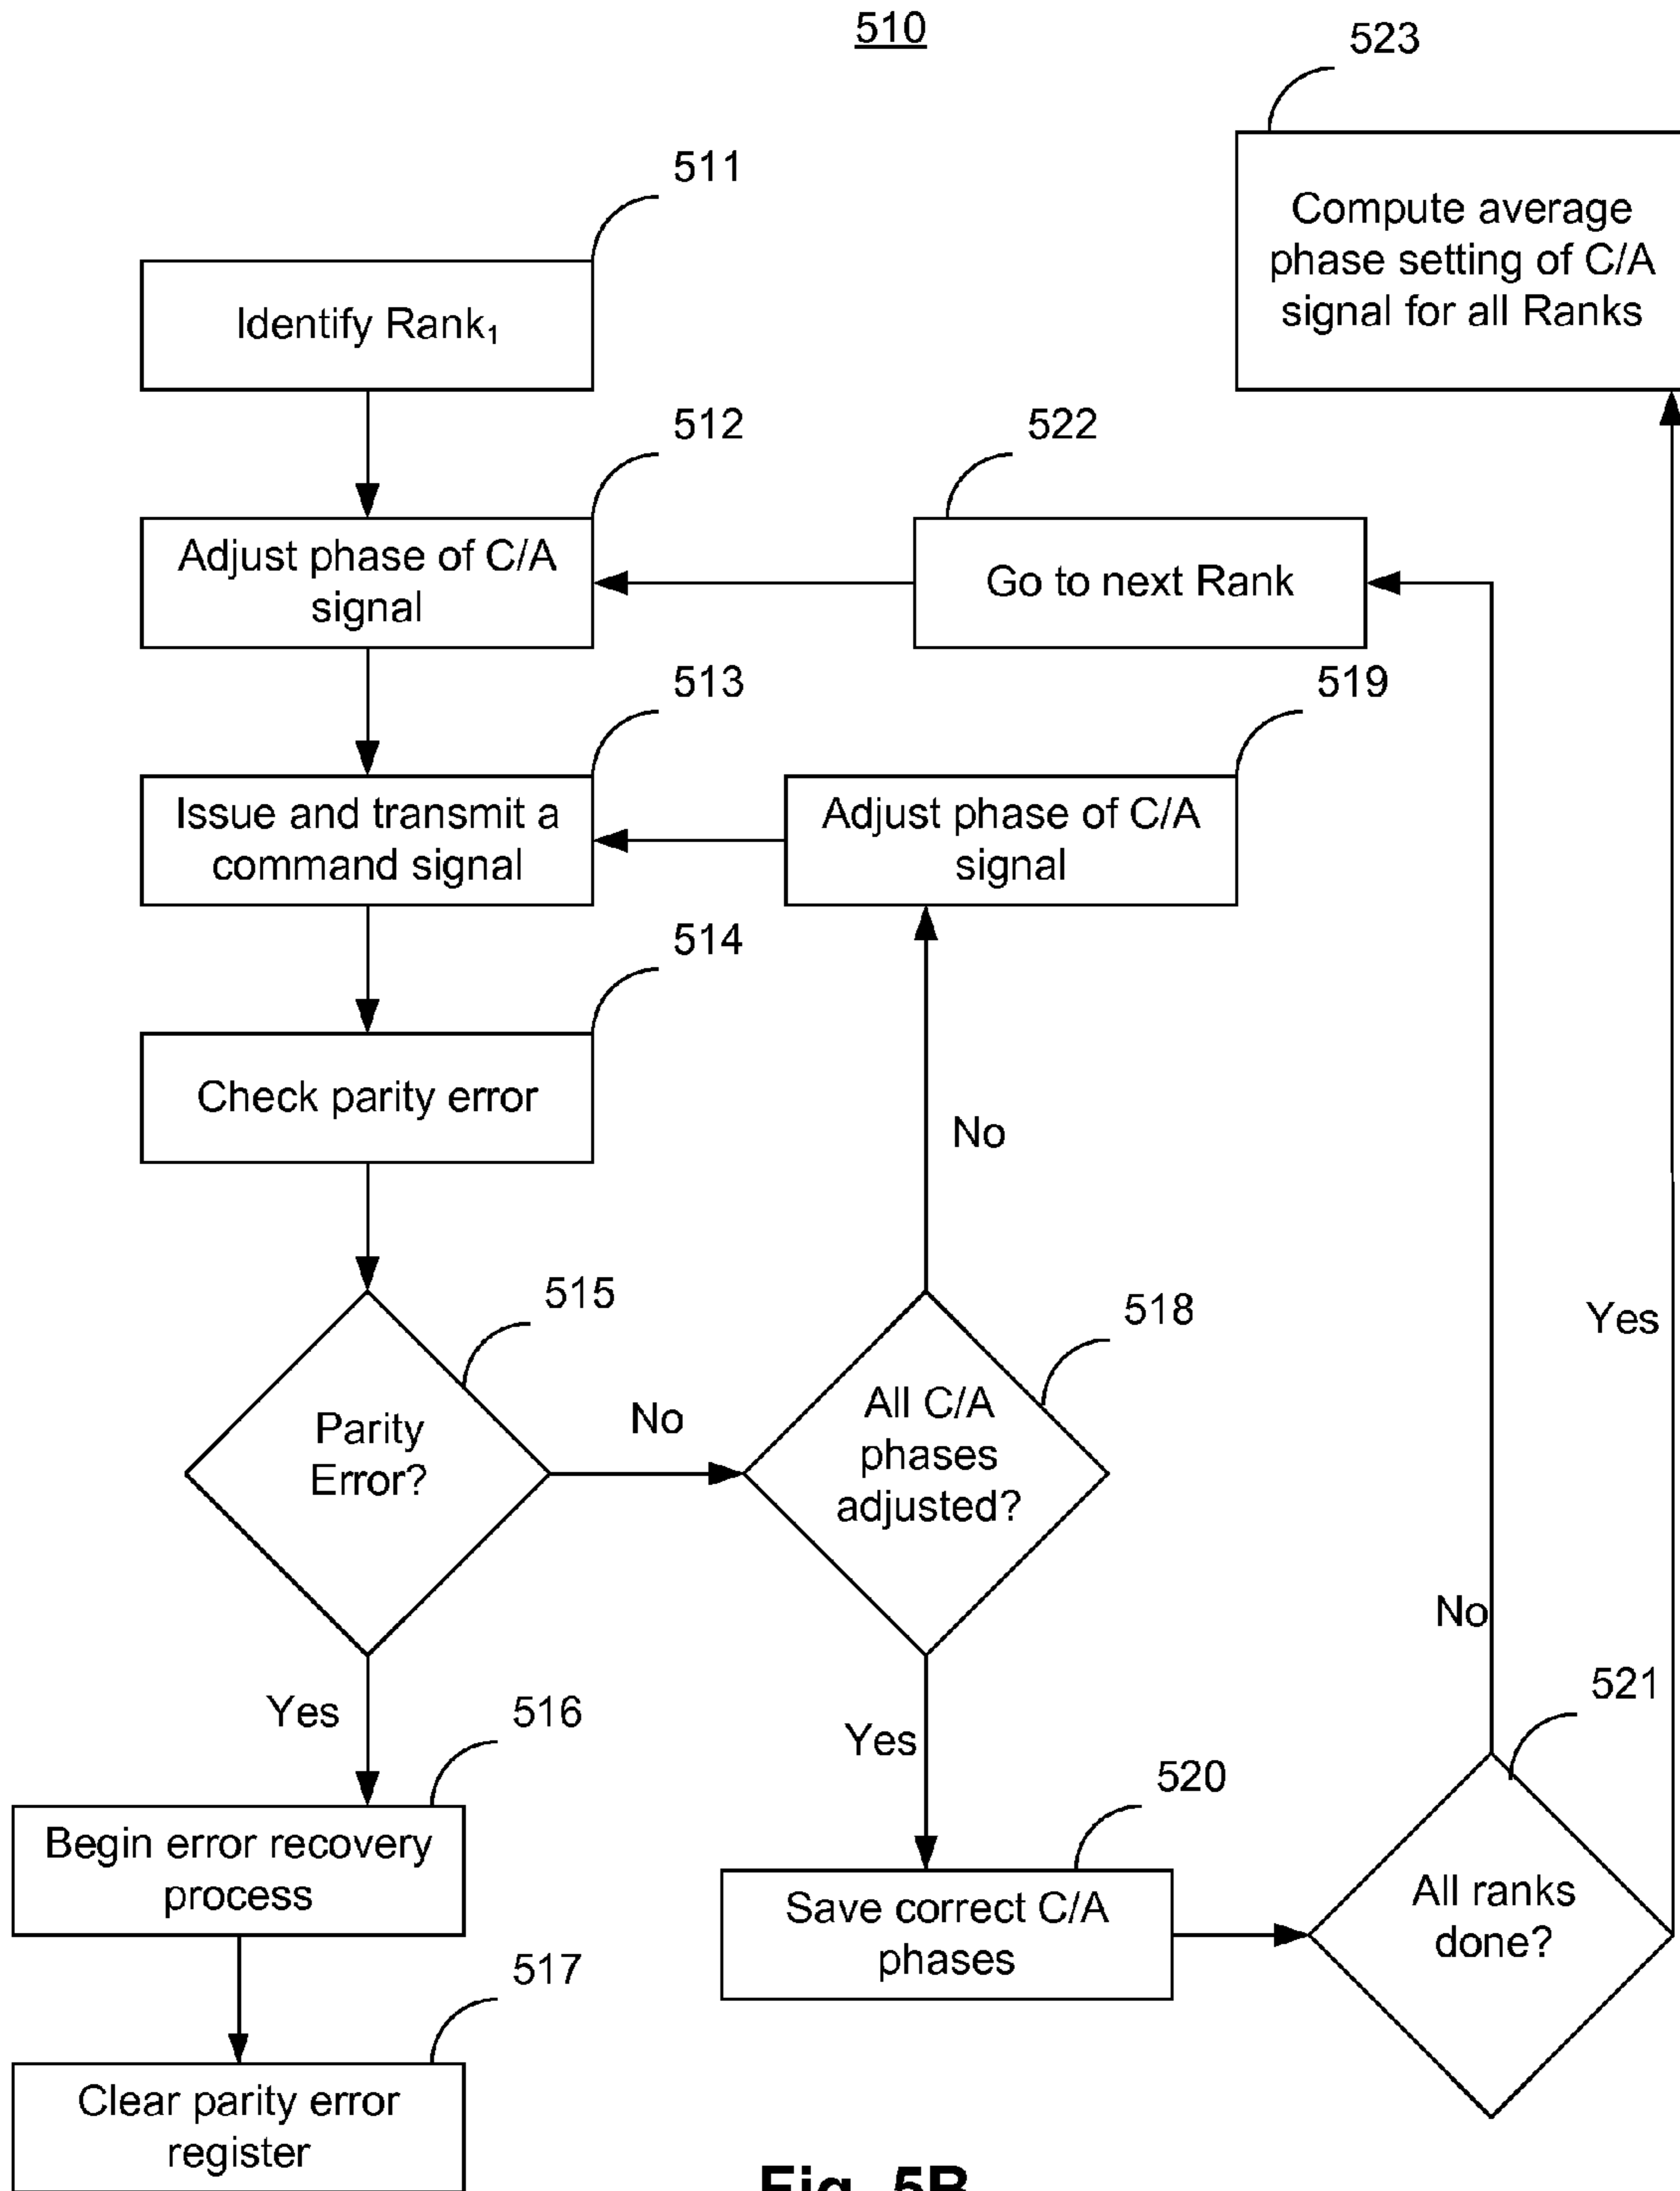 510
523
Compute average
phase setting of C/A
signal for all Ranks
511
Identify Rank₁
512
Adjust phase of C/A
signal
522
Go to next Rank
513
Issue and transmit a
command signal
519
Adjust phase of C/A
signal
514
Check parity error
No
515
Parity
Error?
No
518
All C/A
phases
adjusted?
Yes
No
521
All ranks
done?
Yes
516
Begin error recovery
process
Yes
520
Save correct C/A
phases
517
Clear parity error
register
Fig. 5B